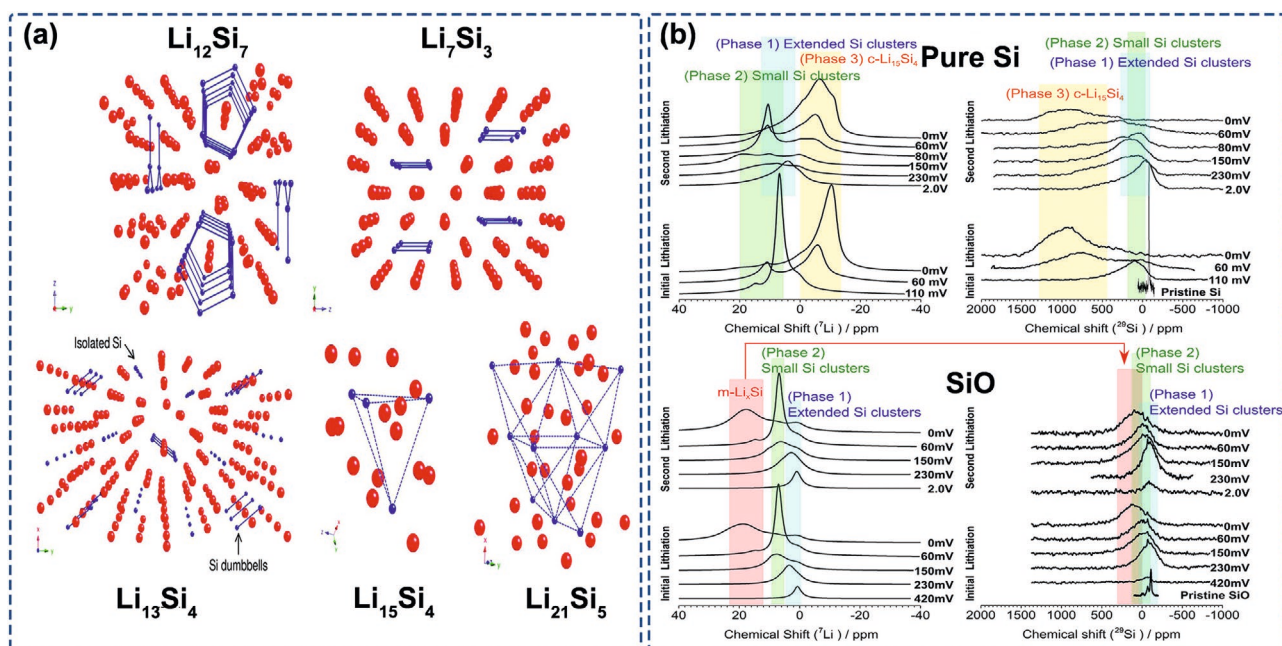 (a)
Li12Si7
Li7Si3
Isolated Si
Si dumbbells
Li13Si4
Li15Si4
Li21Si5
(b)
(Phase 1) Extended Si clusters
Pure Si
(Phase 3) c-Li15Si4
(Phase 2) Small Si clusters
Second Lithiation
0mV
60mV
80mV
150mV
230mV
2.0V
Initial Lithiation
0mV
60 mV
110 mV
40
20
0
-20
-40
Chemical Shift (7Li) / ppm
(Phase 2) Small Si clusters
(Phase 1) Extended Si clusters
(Phase 3) c-Li15Si4
Second Lithiation
0mV
60mV
80mV
150mV
230mV
2.0V
Initial Lithiation
0mV
60 mV
110 mV
Pristine Si
2000
1500
1000
500
0
-500
-1000
Chemical Shift (29Si) / ppm
SiO
(Phase 2)
Small Si clusters
m-LixSi
(Phase 1)
Extended Si clusters
Second Lithiation
0mV
60mV
150mV
230mV
2.0V
Initial Lithiation
0mV
60mV
150mV
230mV
420mV
40
20
0
-20
-40
Chemical Shift (7Li) / ppm
(Phase 2)
Small Si clusters
(Phase 1)
Extended Si clusters
Second Lithiation
0mV
60mV
150mV
230mV
2.0V
Initial Lithiation
0mV
60mV
150mV
230mV
420mV
Pristine SiO
2000
1500
1000
500
0
-500
-1000
Chemical shift (29Si) / ppm